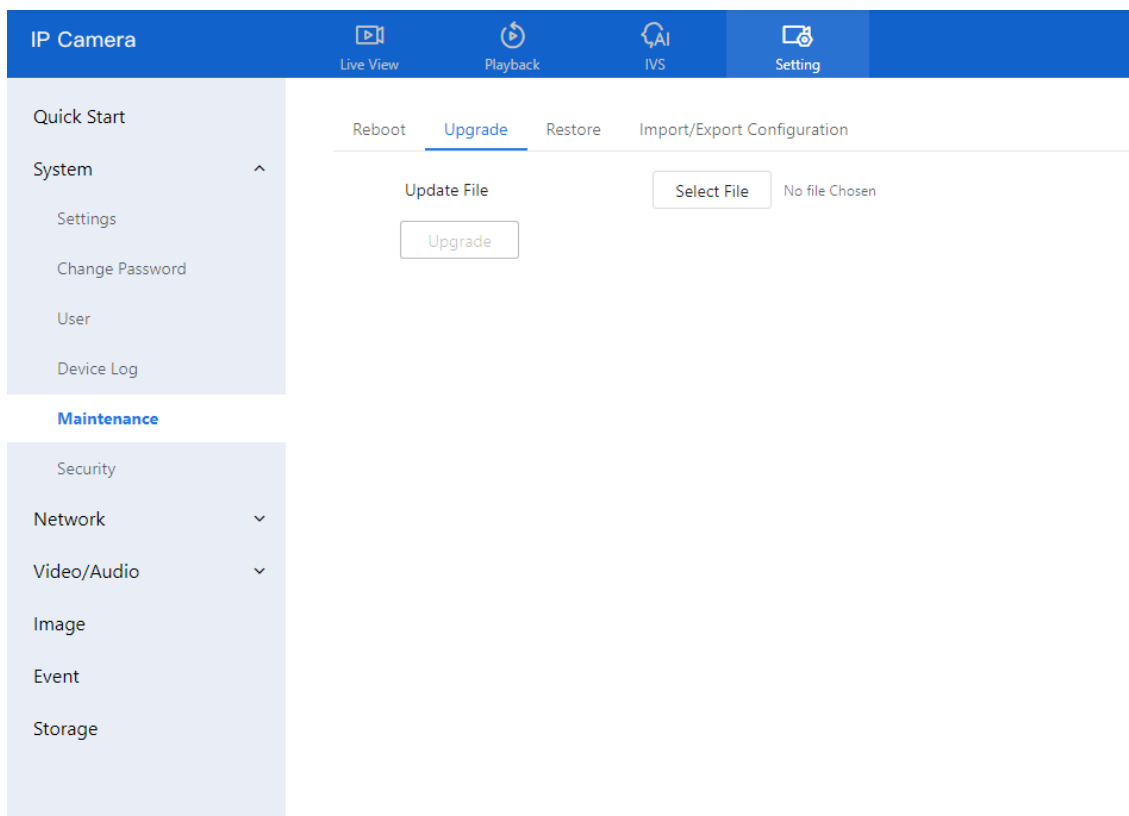 IP Camera
Live View
Playback
AI
IVS
Setting
Quick Start
System
Settings
Change Password
User
Device Log
Maintenance
Security
Network
Video/Audio
Image
Event
Storage
Reboot Upgrade Restore Import/Export Configuration
Update File Select File No file Chosen
Upgrade